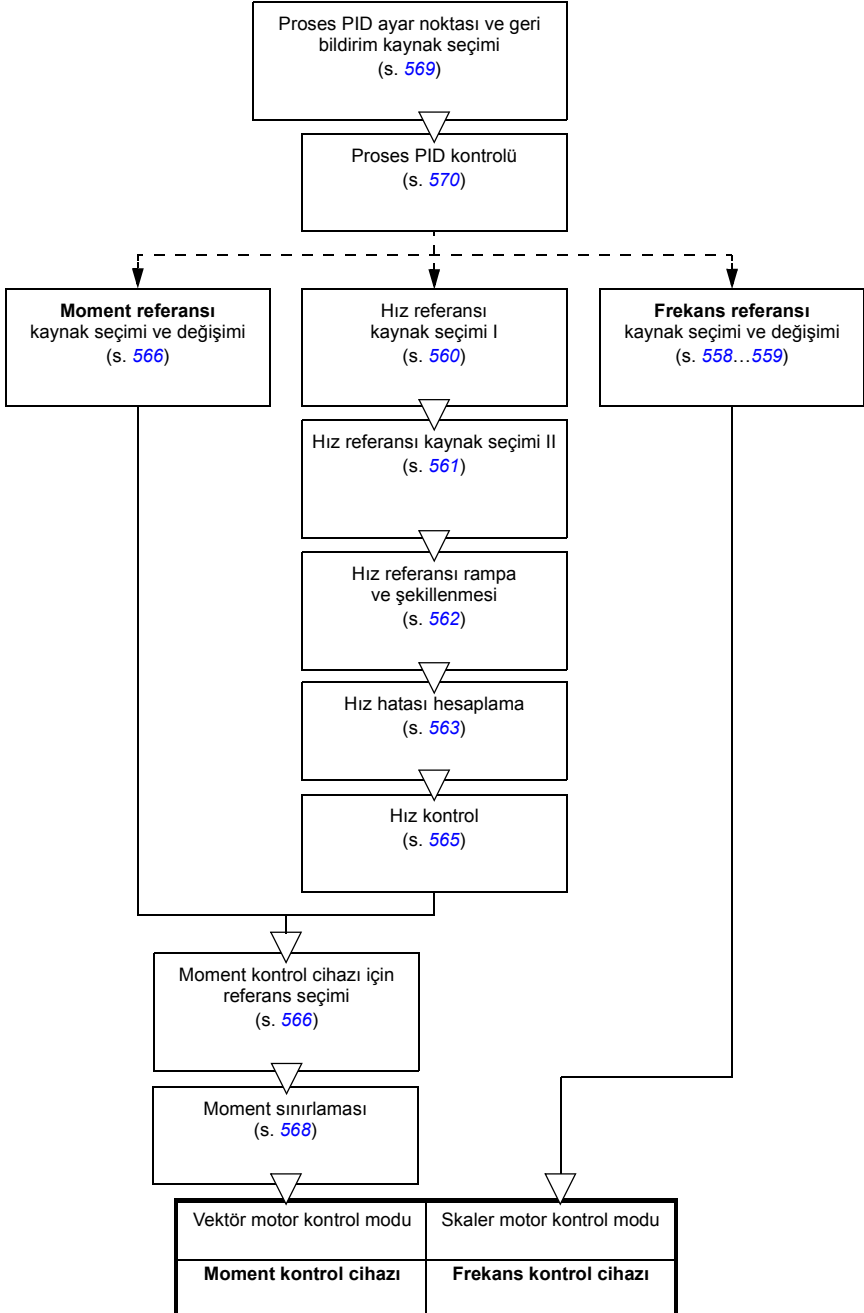 Proses PID ayar noktası ve geri
bildirim kaynak seçimi
(s. 569)
Proses PID kontrolü
(s. 570)
Moment referansı
kaynak seçimi ve değişimi
(s. 566)
Hız referansı
kaynak seçimi I
(s. 560)
Frekans referansı
kaynak seçimi ve değişimi
(s. 558…559)
Hız referansı kaynak seçimi II
(s. 561)
Hız referansı rampa
ve şekillenmesi
(s. 562)
Hız hatası hesaplama
(s. 563)
Hız kontrol
(s. 565)
Moment kontrol cihazı için
referans seçimi
(s. 566)
Moment sınırlaması
(s. 568)
Vektör motor kontrol modu
Skaler motor kontrol modu
Moment kontrol cihazı
Frekans kontrol cihazı